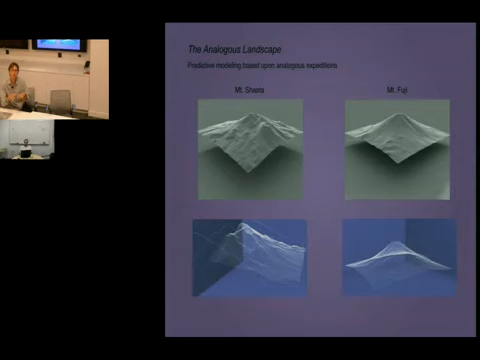 The Analogous Landscape
Predictive modeling based upon analogous expeditions
Mt. Shasta
Mt. Fuji